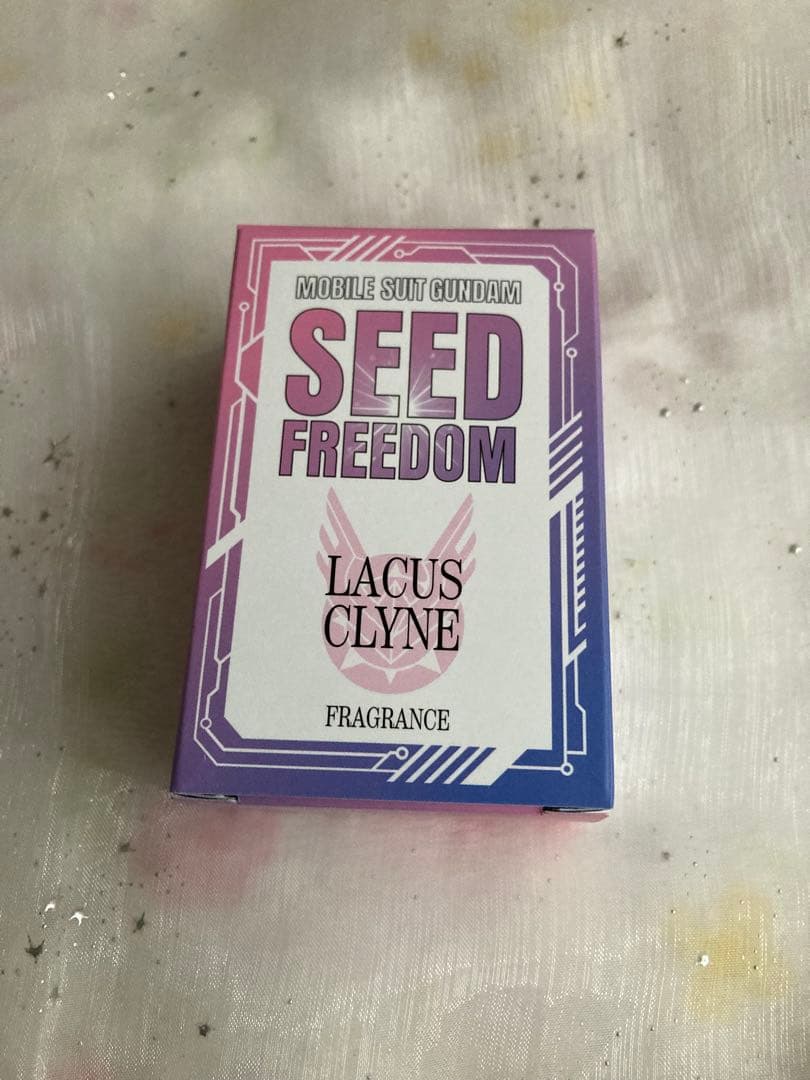 MOBILE SUIT GUNDAM
SEED
FREEDOM
LACUS
CLYNE
FRAGRANCE